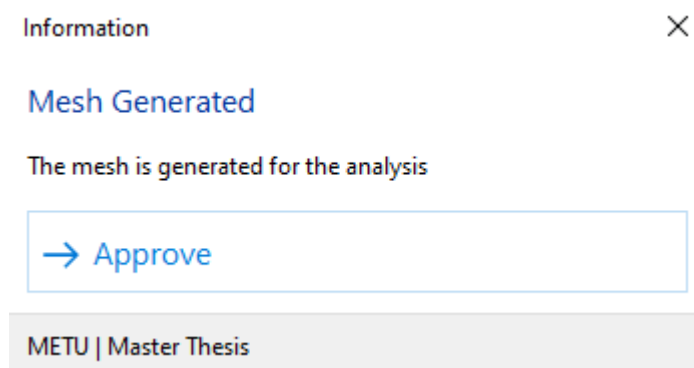 Information
Mesh Generated
The mesh is generated for the analysis
Approve
METU | Master Thesis